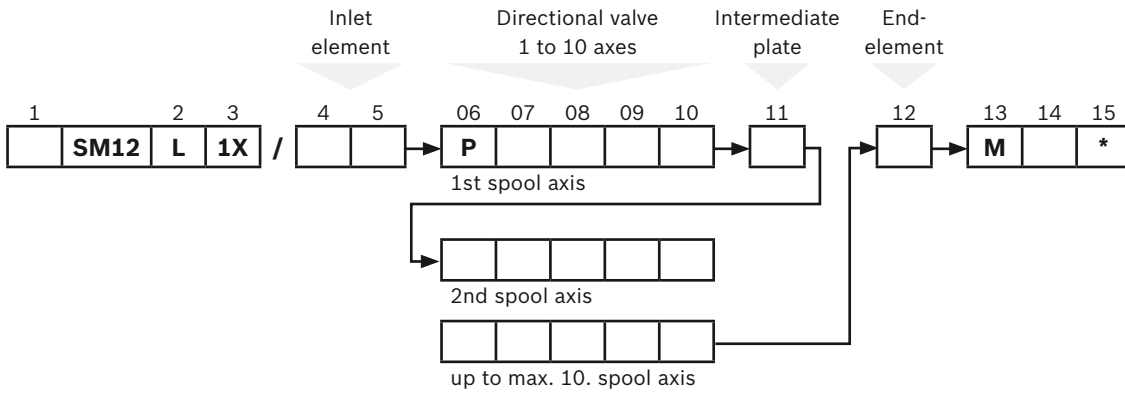 Inlet
element
Directional valve
1 to 10 axes
Intermediate
plate
End-
element
1 2 3 4 5 06 07 08 09 10 11 12 13 14 15
SM12 L 1X / P M *
1st spool axis
2nd spool axis
up to max. 10. spool axis